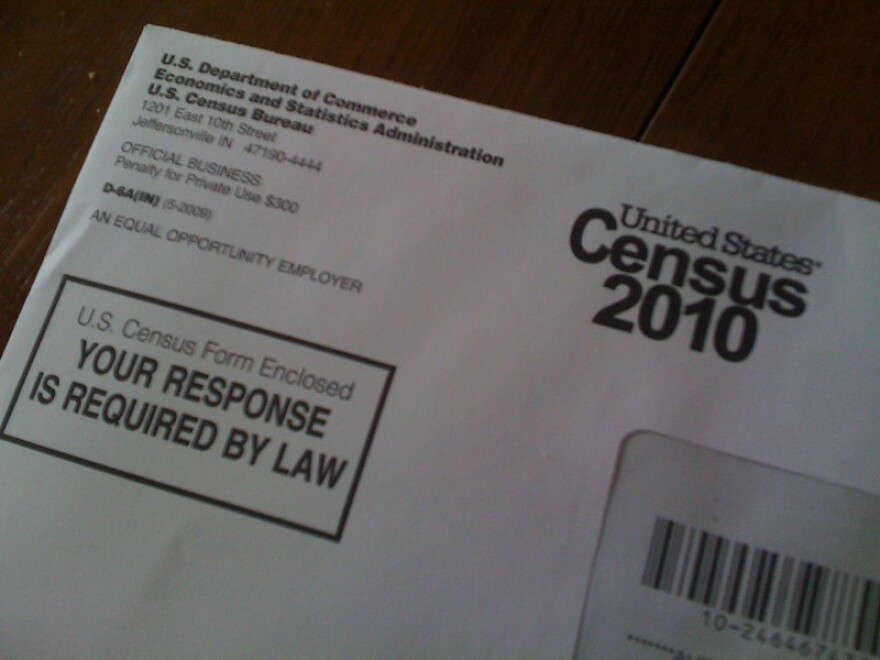 U.S. Department of Commerce
Economics and Statistics Administration
U.S. Census Bureau
1201 East 10th Street
Jeffersonville IN 47190-4444
OFFICIAL BUSINESS
Penalty for Private Use $300
D-6A(IN) (5-2009)
AN EQUAL OPPORTUNITY EMPLOYER
United States
Census
2010
U.S. Census Form Enclosed
YOUR RESPONSE
IS REQUIRED BY LAW